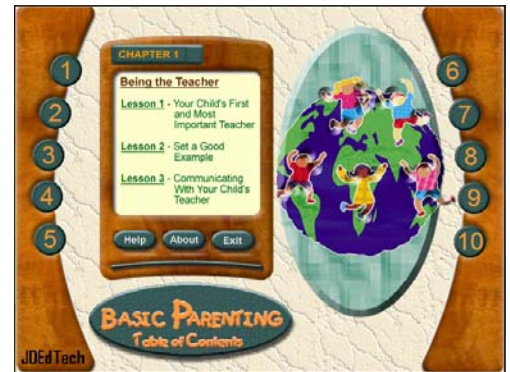 CHAPTER 1
Being the Teacher
Lesson 1 - Your Child's First
and Most
Important Teacher
Lesson 2 - Set a Good
Example
Lesson 3 - Communicating
With Your Child's
Teacher
Help About Exit
1
2
3
4
5
6
7
8
9
10
BASIC PARENTING
Table of Contents
JDEdTech